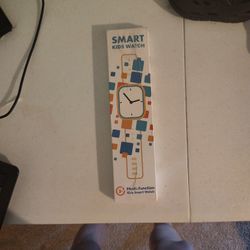 SMART
KIDS WATCH
Multi-Function
Kids Smart Watch